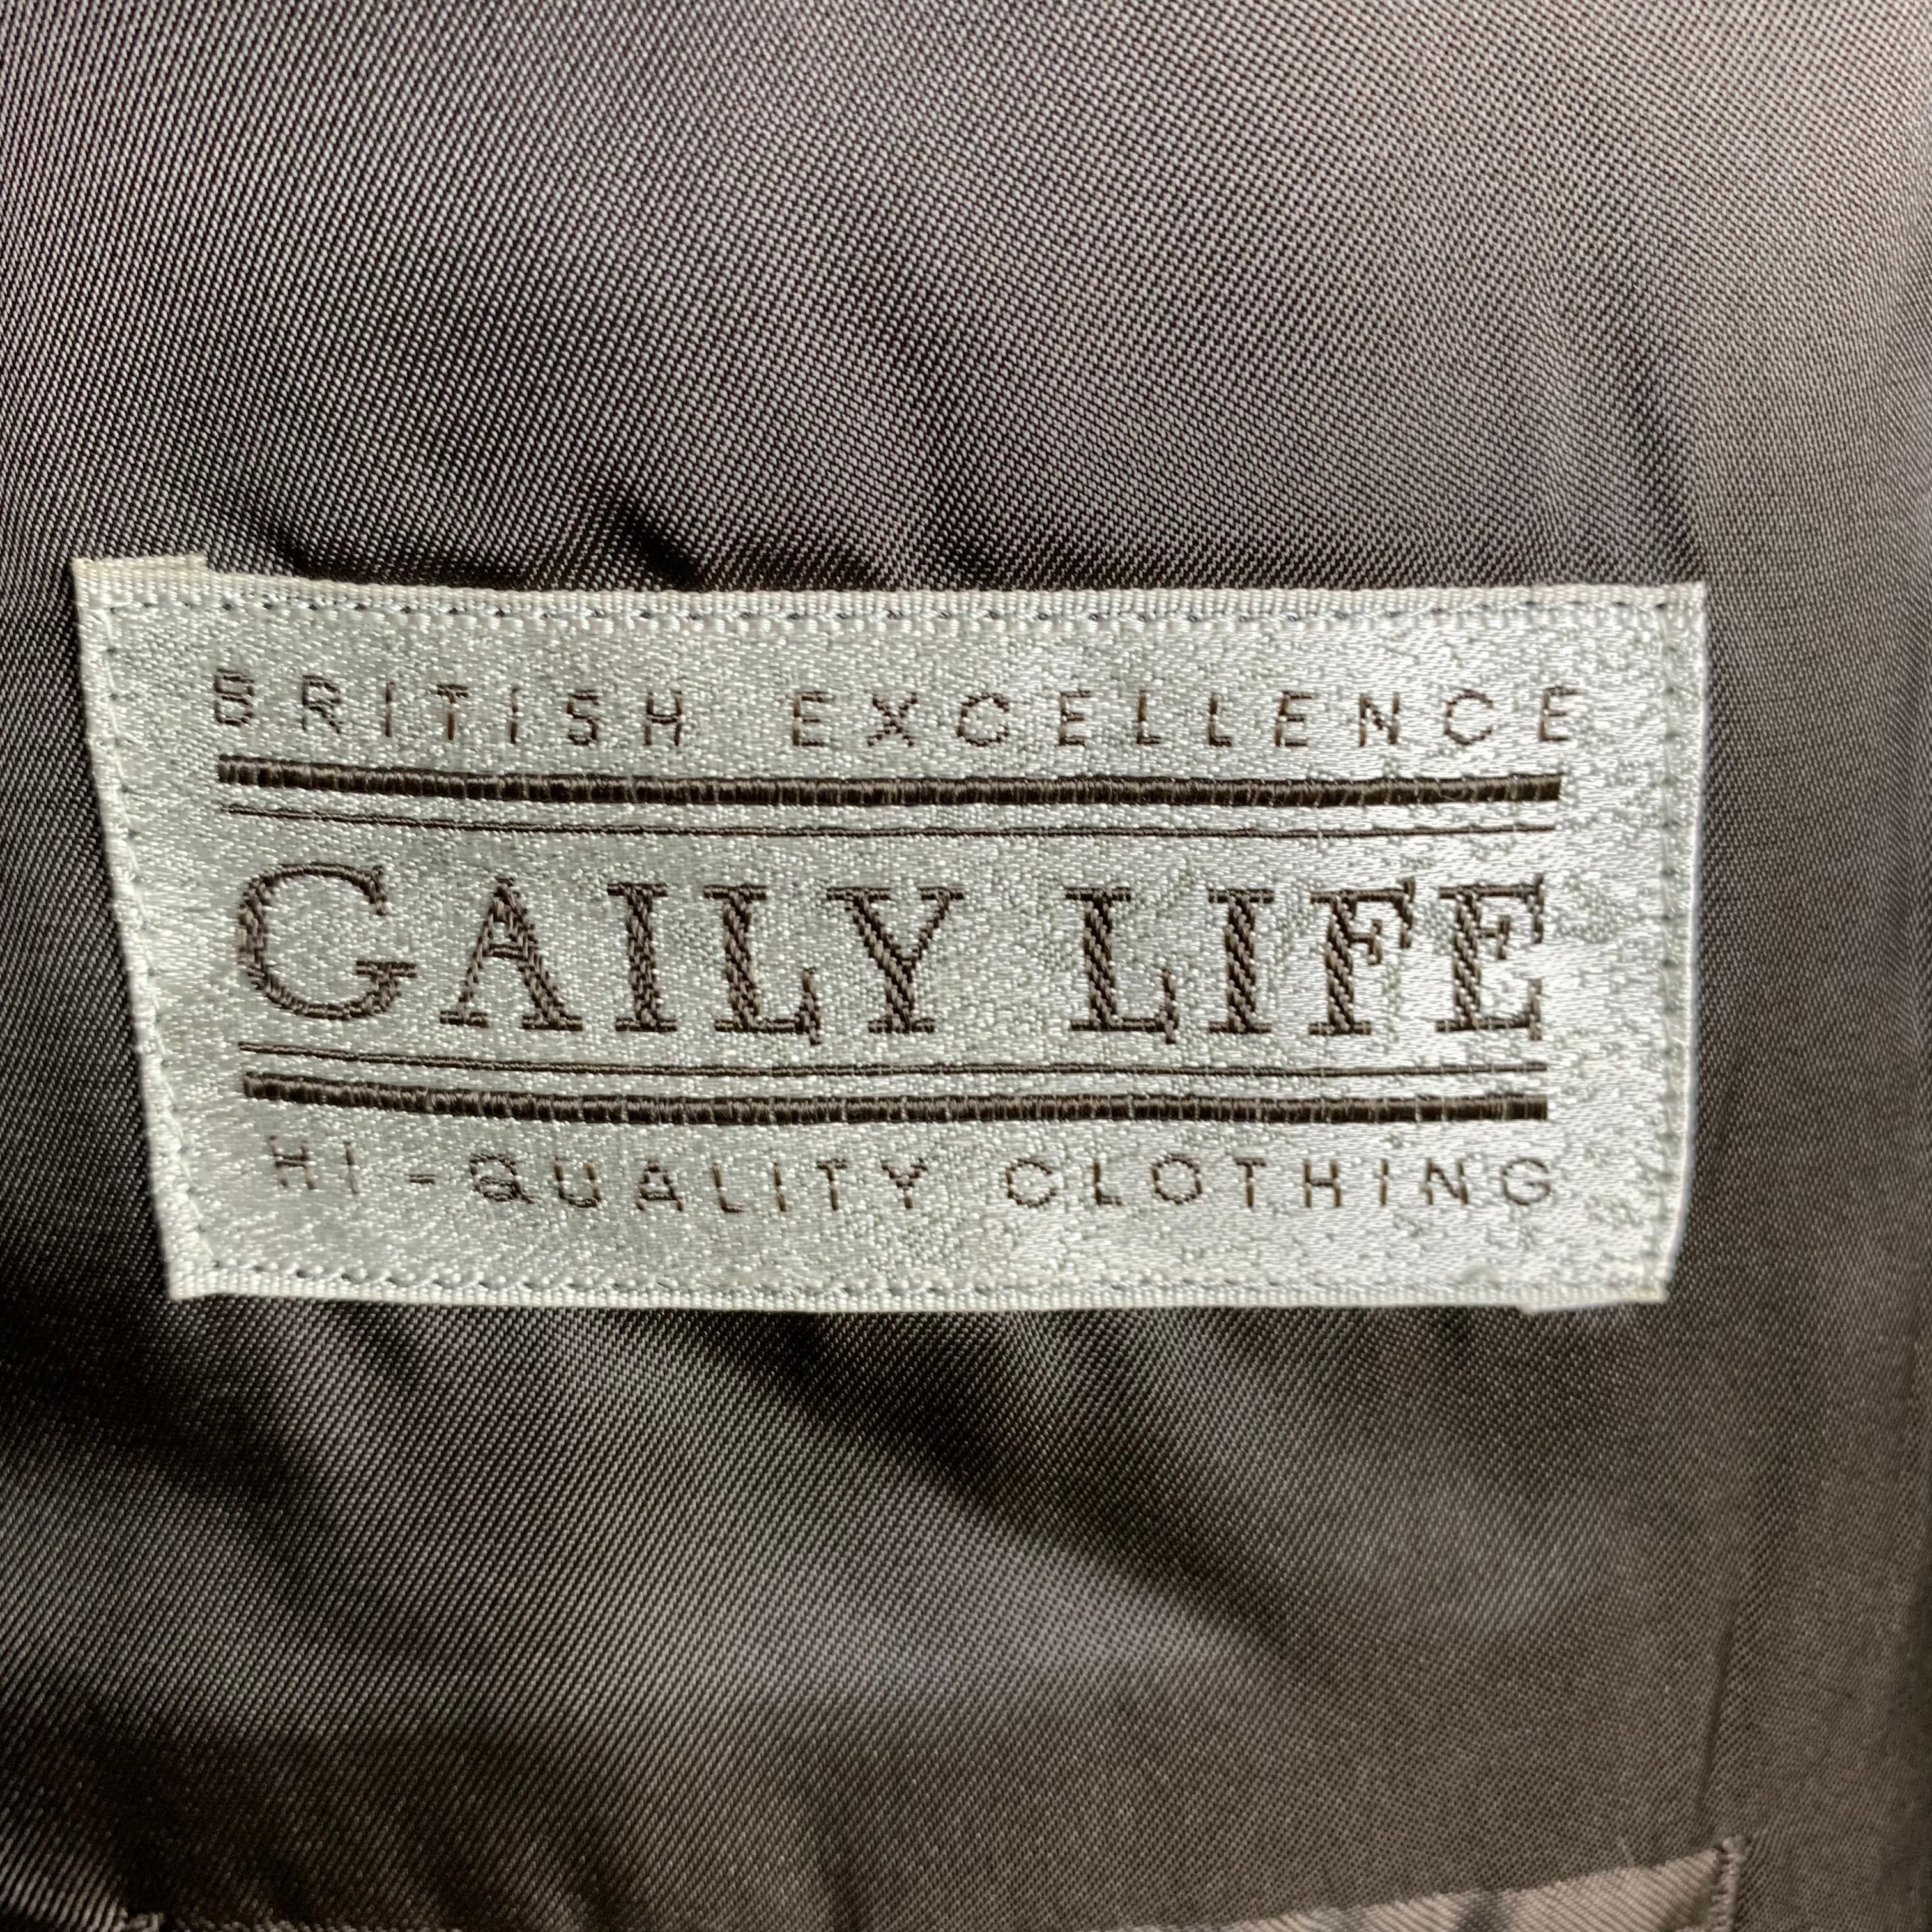 BRITISH EXCELLENCE
GAILY LIFE
HI-QUALITY CLOTHING